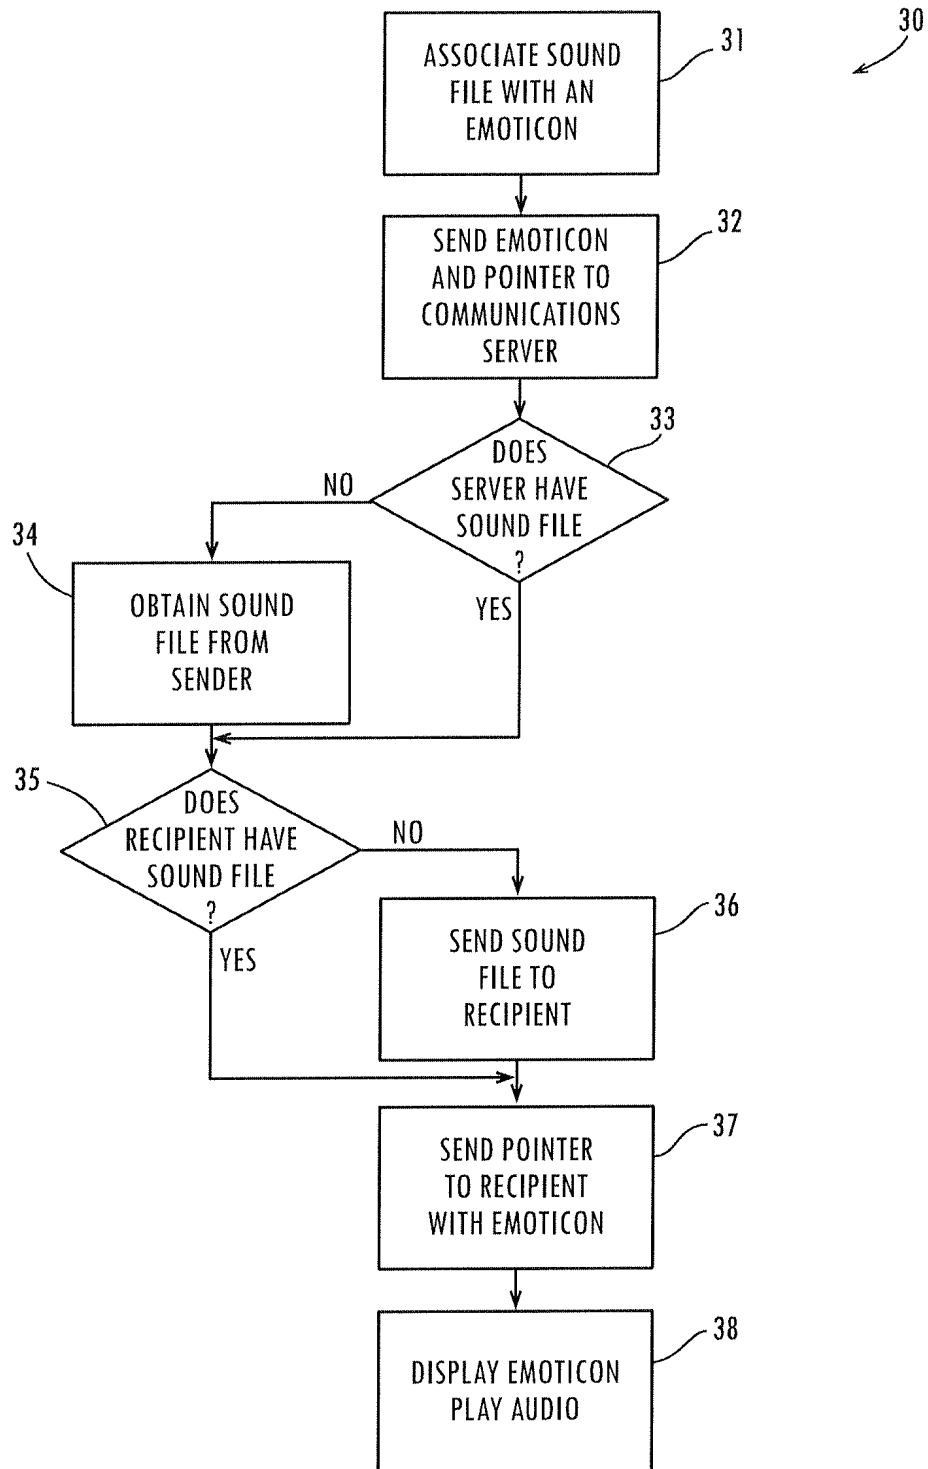 30
31
ASSOCIATE SOUND
FILE WITH AN
EMOTICON
32
SEND EMOTICON
AND POINTER TO
COMMUNICATIONS
SERVER
33
DOES
SERVER HAVE
SOUND FILE
?
NO
YES
34
OBTAIN SOUND
FILE FROM
SENDER
35
DOES
RECIPIENT HAVE
SOUND FILE
?
NO
YES
36
SEND SOUND
FILE TO
RECIPIENT
37
SEND POINTER
TO RECIPIENT
WITH EMOTICON
38
DISPLAY EMOTICON
PLAY AUDIO